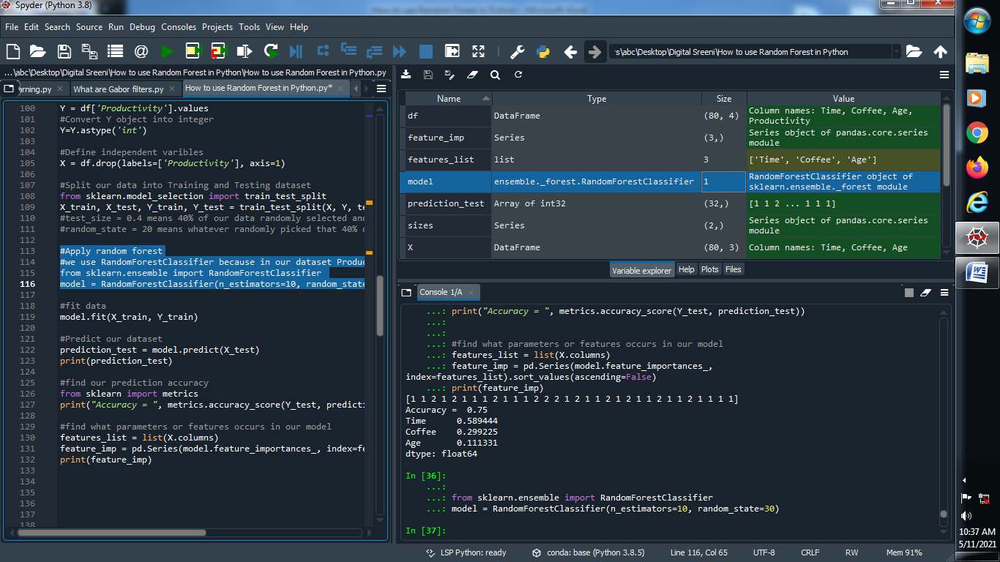 Spyder (Python 3.8)
How to use Random Forest in Python - Microsoft Word
File Edit Search Source Run Debug Consoles Projects Tools View Help
s\abc\Desktop\Digital Sreeni\How to use Random Forest in Python
...\abc\Desktop\Digital Sreeni\How to use Random Forest in Python\How to use Random Forest in Python.py
arning.py What are Gabor filters.py How to use Random Forest in Python.py*
100 Y = df['Productivity'].values
101 #Convert Y object into integer
102 Y=Y.astype('int')
103
104 #Define independent varibles
105 X = df.drop(labels=['Productivity'], axis=1)
106
107 #Split our data into Training and Testing dataset
108 from sklearn.model_selection import train_test_split
109 X_train, X_test, Y_train, Y_test = train_test_split(X, Y, te
110 #test_size = 0.4 means 40% of our data randomly selected and
111 #random_state = 20 means whatever randomly picked that 40% d
112
113 #Apply random forest
114 #we use RandomForestClassifier because in our dataset Produc
115 from sklearn.ensemble import RandomForestClassifier
116 model = RandomForestClassifier(n_estimators=10, random_state
117
118 #fit data
119 model.fit(X_train, Y_train)
120
121 #Predict our dataset
122 prediction_test = model.predict(X_test)
123 print(prediction_test)
124
125 #find our prediction accuracy
126 from sklearn import metrics
127 print("Accuracy = ", metrics.accuracy_score(Y_test, predicti
128
129 #find what parameters or features occurs in our model
130 features_list = list(X.columns)
131 feature_imp = pd.Series(model.feature_importances_, index=fe
132 print(feature_imp)
133
134
135
136
137
138
Name Type Size Value
df DataFrame (80, 4) Column names: Time, Coffee, Age,
Productivity
feature_imp Series (3,) Series object of pandas.core.series
module
features_list list 3 ['Time', 'Coffee', 'Age']
model ensemble._forest.RandomForestClassifier 1 RandomForestClassifier object of
sklearn.ensemble._forest module
prediction_test Array of int32 (32,) [1 1 2 ... 1 1 1]
sizes Series (2,) Series object of pandas.core.series
module
X DataFrame (80, 3) Column names: Time, Coffee, Age
Variable explorer Help Plots Files
Console 1/A
...: print("Accuracy = ", metrics.accuracy_score(Y_test, prediction_test))
...:
...:
...: #find what parameters or features occurs in our model
...: features_list = list(X.columns)
...: feature_imp = pd.Series(model.feature_importances_,
index=features_list).sort_values(ascending=False)
...: print(feature_imp)
[1 1 2 1 2 1 1 1 2 1 1 1 2 2 2 1 2 1 1 2 1 2 1 1 2 1 1 2 1 1 1 1]
Accuracy =  0.75
Time      0.589444
Coffee    0.299225
Age       0.111331
dtype: float64
In [36]:
...:
...: from sklearn.ensemble import RandomForestClassifier
...: model = RandomForestClassifier(n_estimators=10, random_state=30)
In [37]:
LSP Python: ready conda: base (Python 3.8.5) Line 116, Col 65 UTF-8 CRLF RW Mem 91%
10:37 AM
5/11/2021